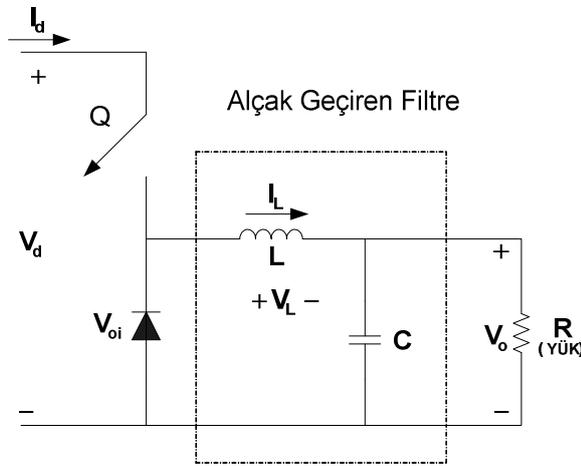 I_d
+
Q
Alçak Geçiren Filtre
I_L
V_d
L
+
+ V_L −
V_oi
C
V_o
R
(YÜK)
−
−